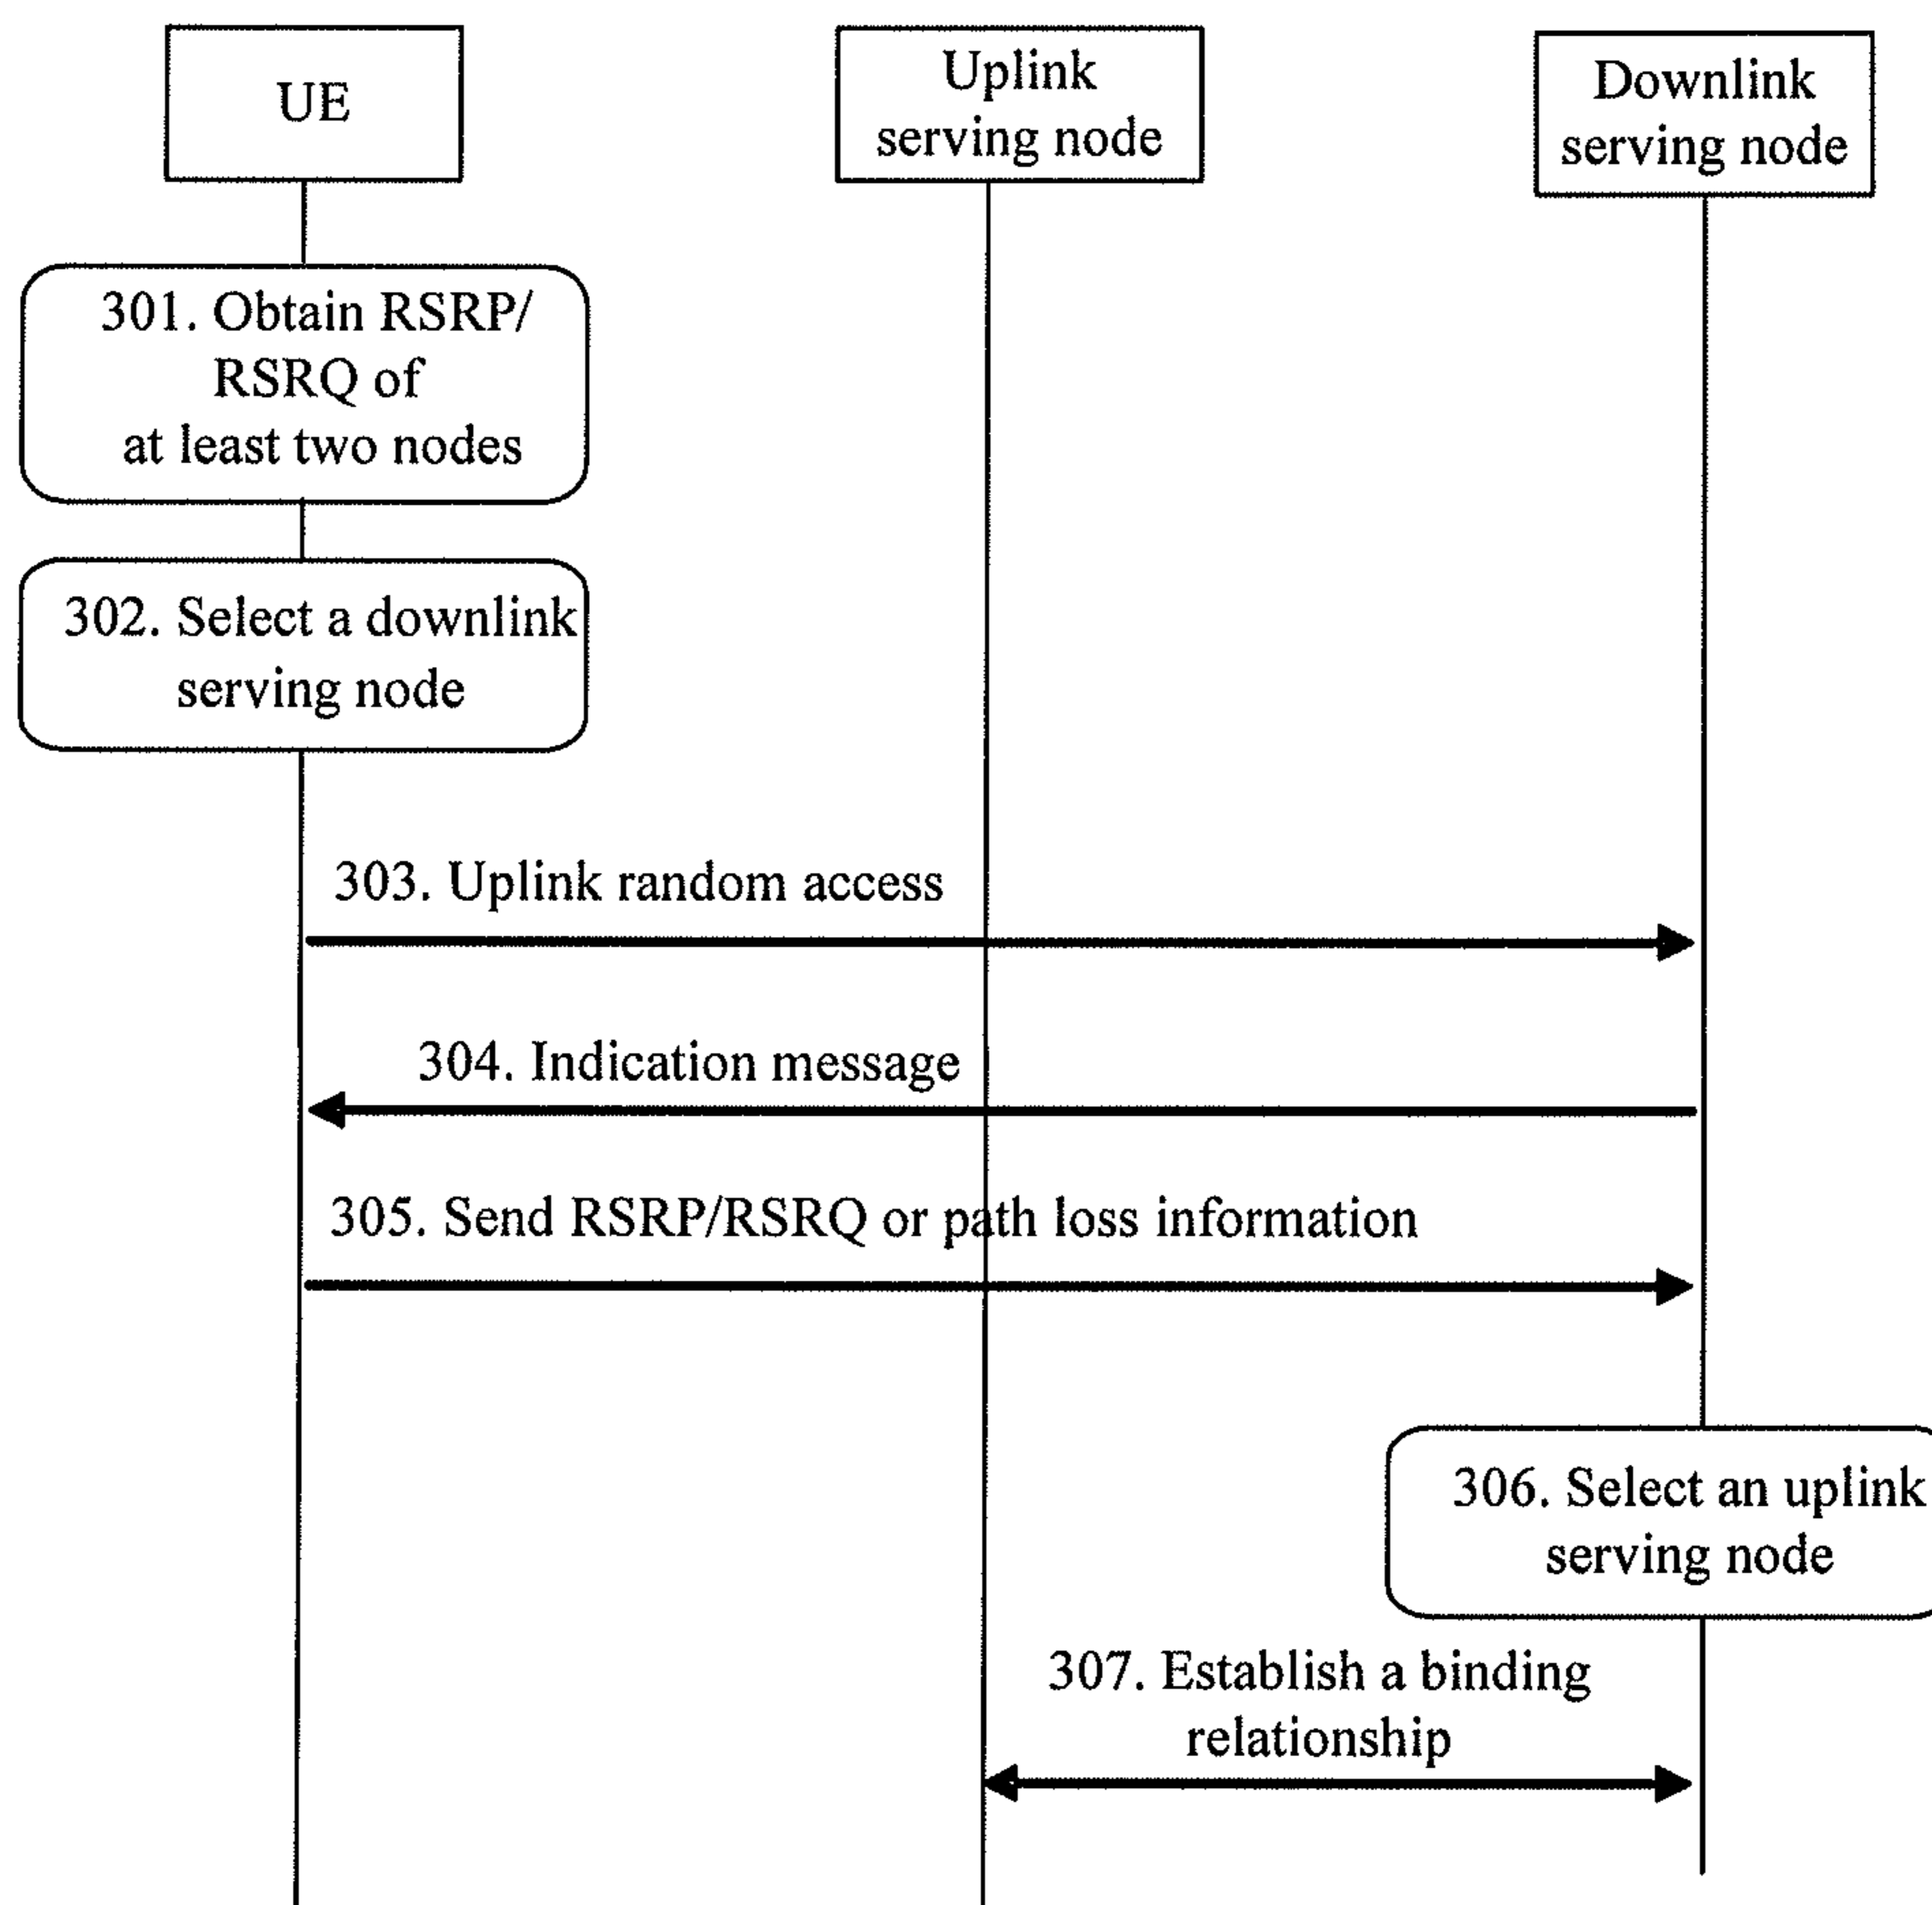 UE
Uplink
serving node
Downlink
serving node
301. Obtain RSRP/
RSRQ of
at least two nodes
302. Select a downlink
serving node
303. Uplink random access
304. Indication message
305. Send RSRP/RSRQ or path loss information
306. Select an uplink
serving node
307. Establish a binding
relationship